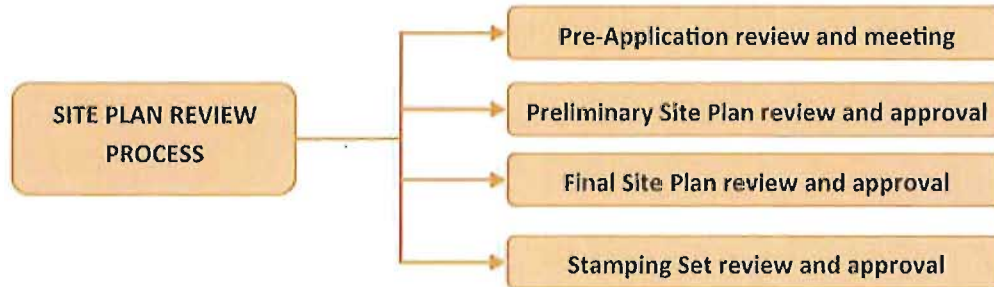 SITE PLAN REVIEW
PROCESS
Pre-Application review and meeting
Preliminary Site Plan review and approval
Final Site Plan review and approval
Stamping Set review and approval